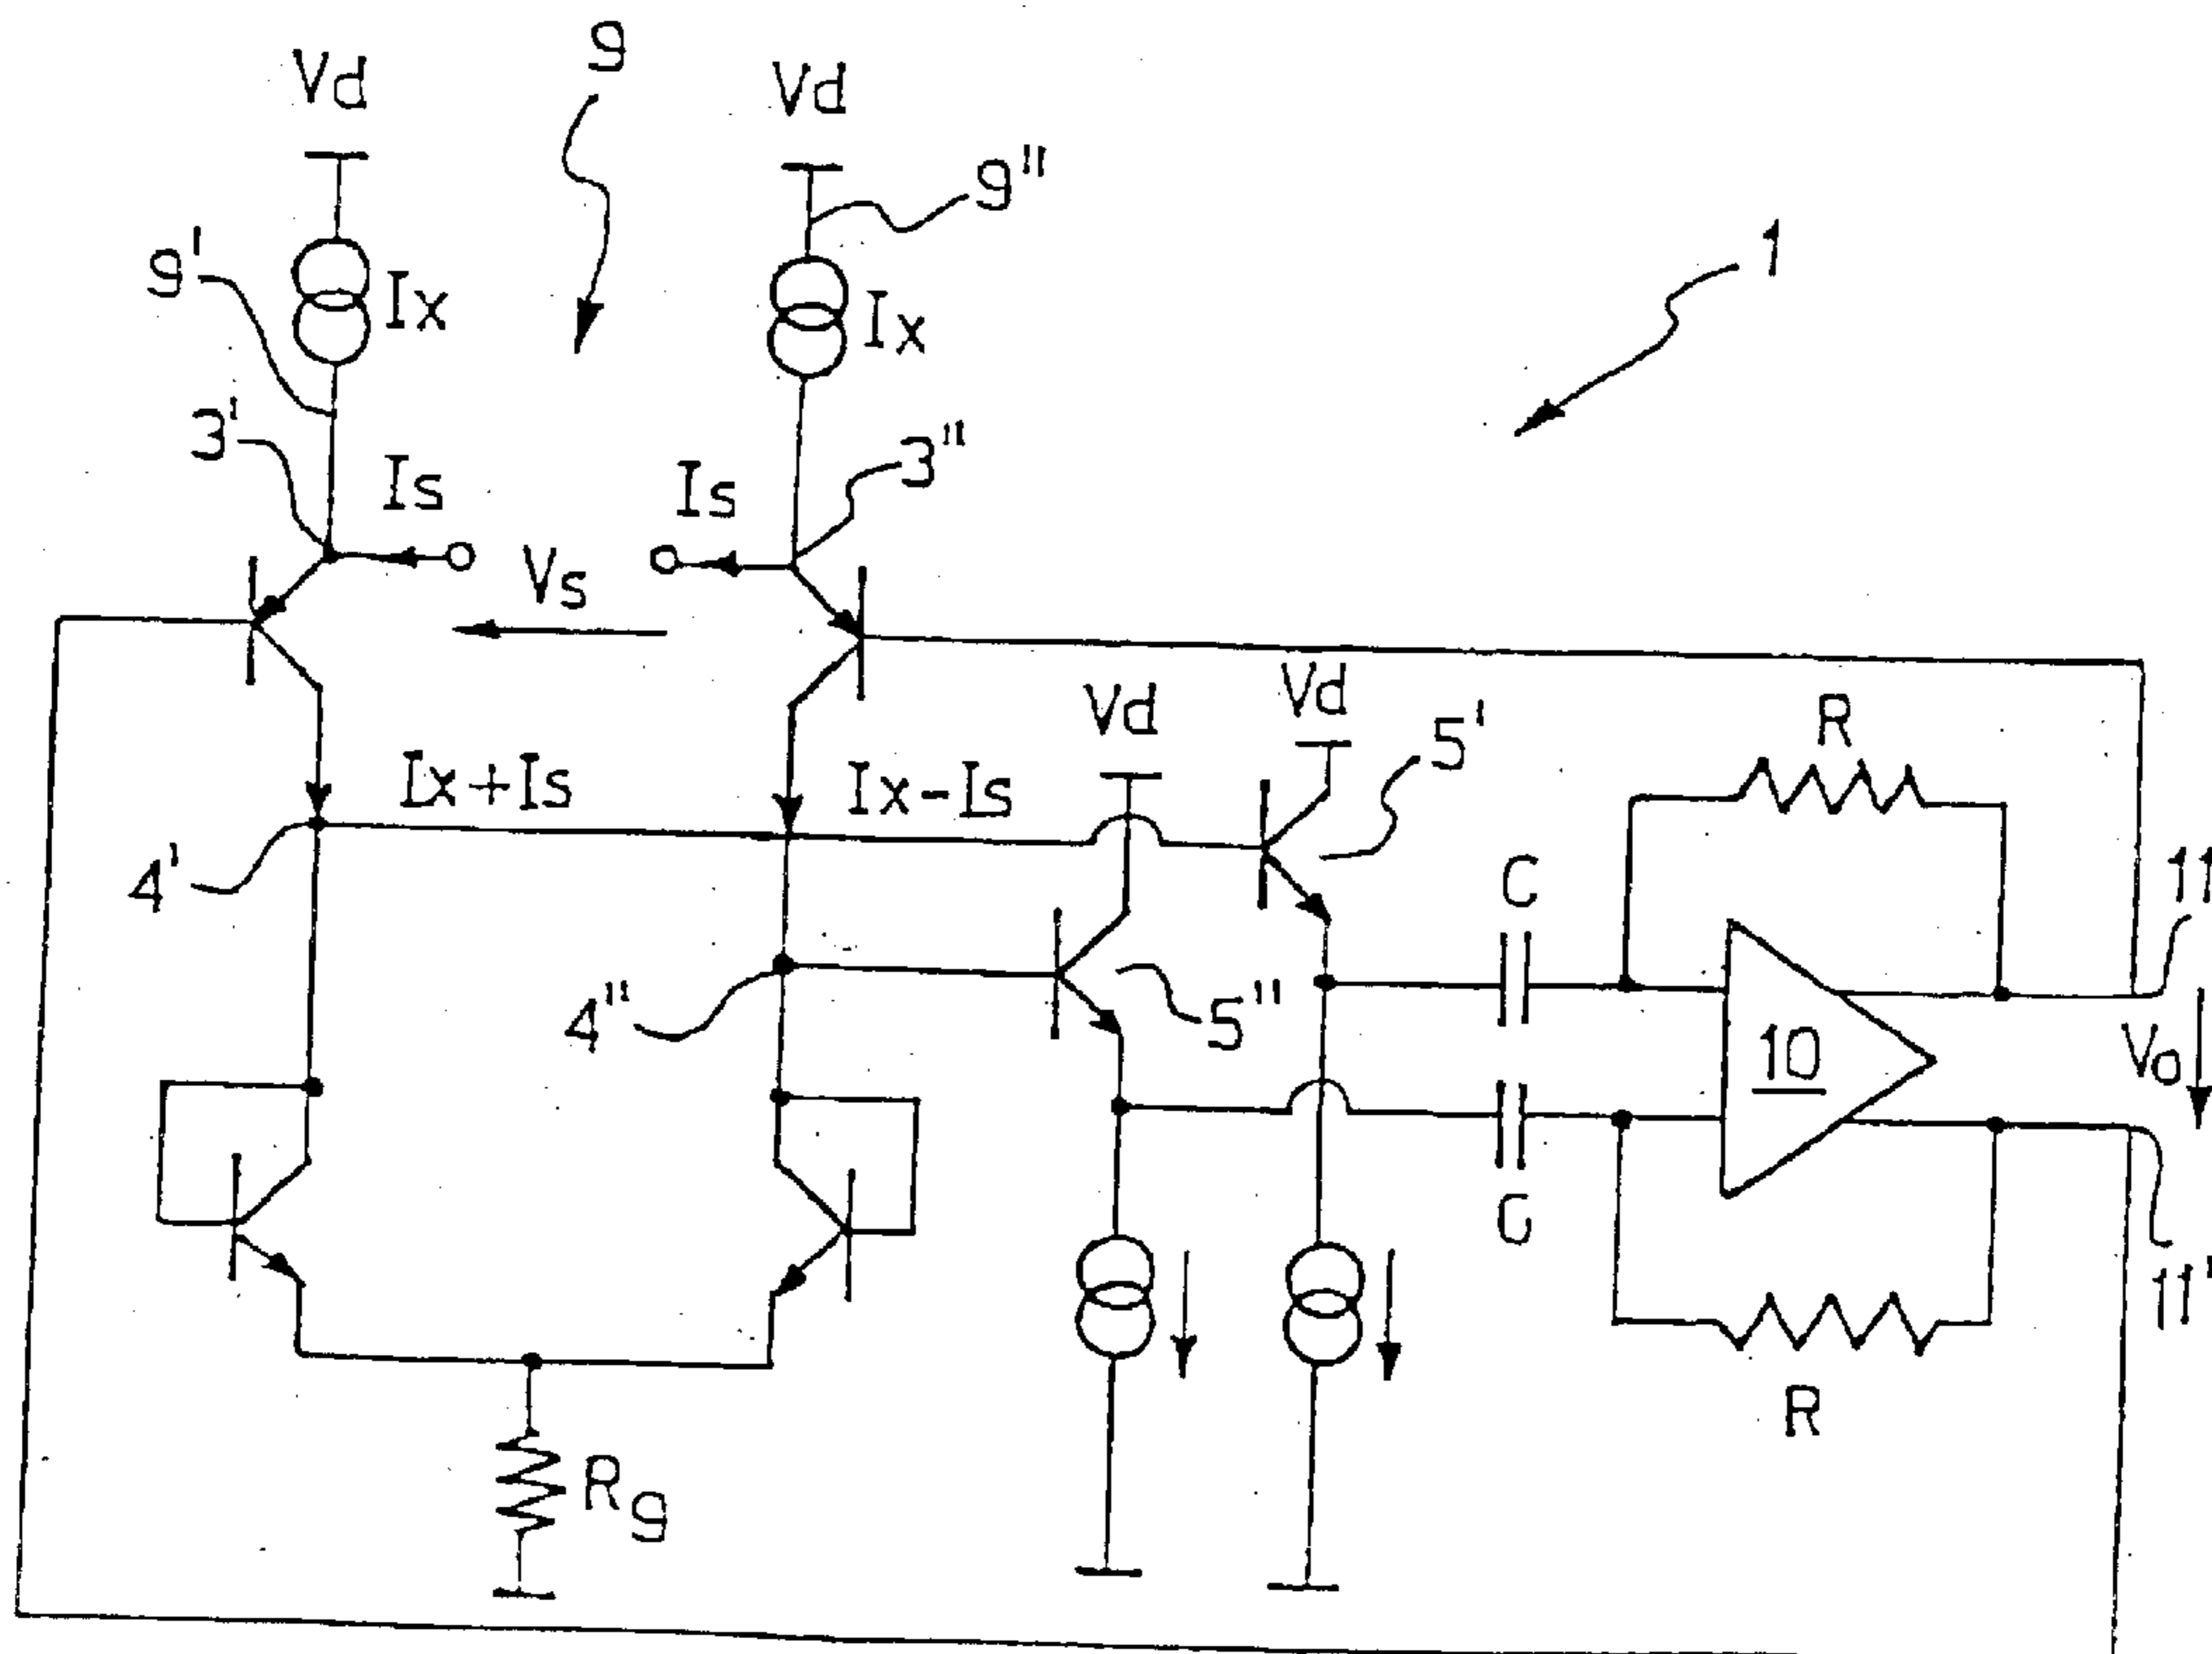 9
Vd
Vd
9"
9'
Ix
Ix
1
3'
3"
Is
Is
Vs
Vd
Vd
5'
R
Ix+Is
Ix-Is
4'
C
11
4"
5"
10
Vo
C
11'
R
Rg